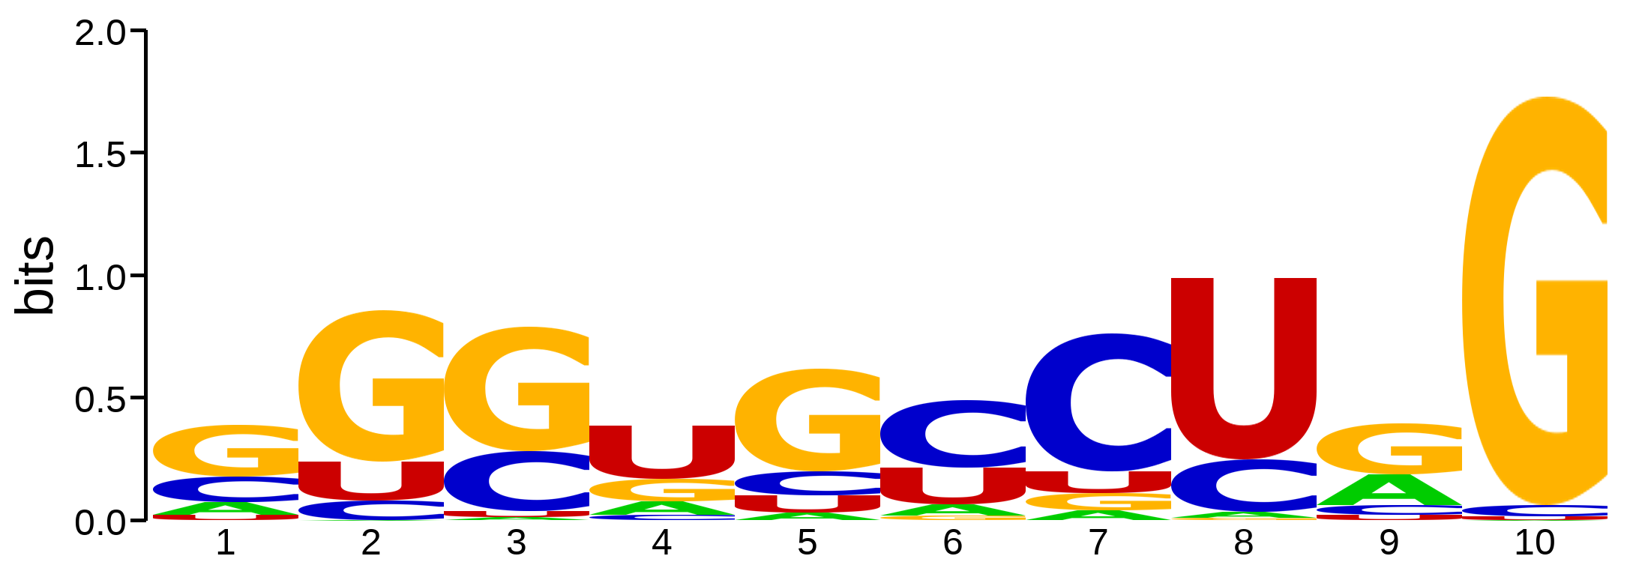 2.0
1.5
1.0
0.5
0.0
bits
G U C G C A U G C
G G U C G C A U
U G A C G C U A C U A G
C U G A U C A G G A C U G C U A
1 2 3 4 5 6 7 8 9 10